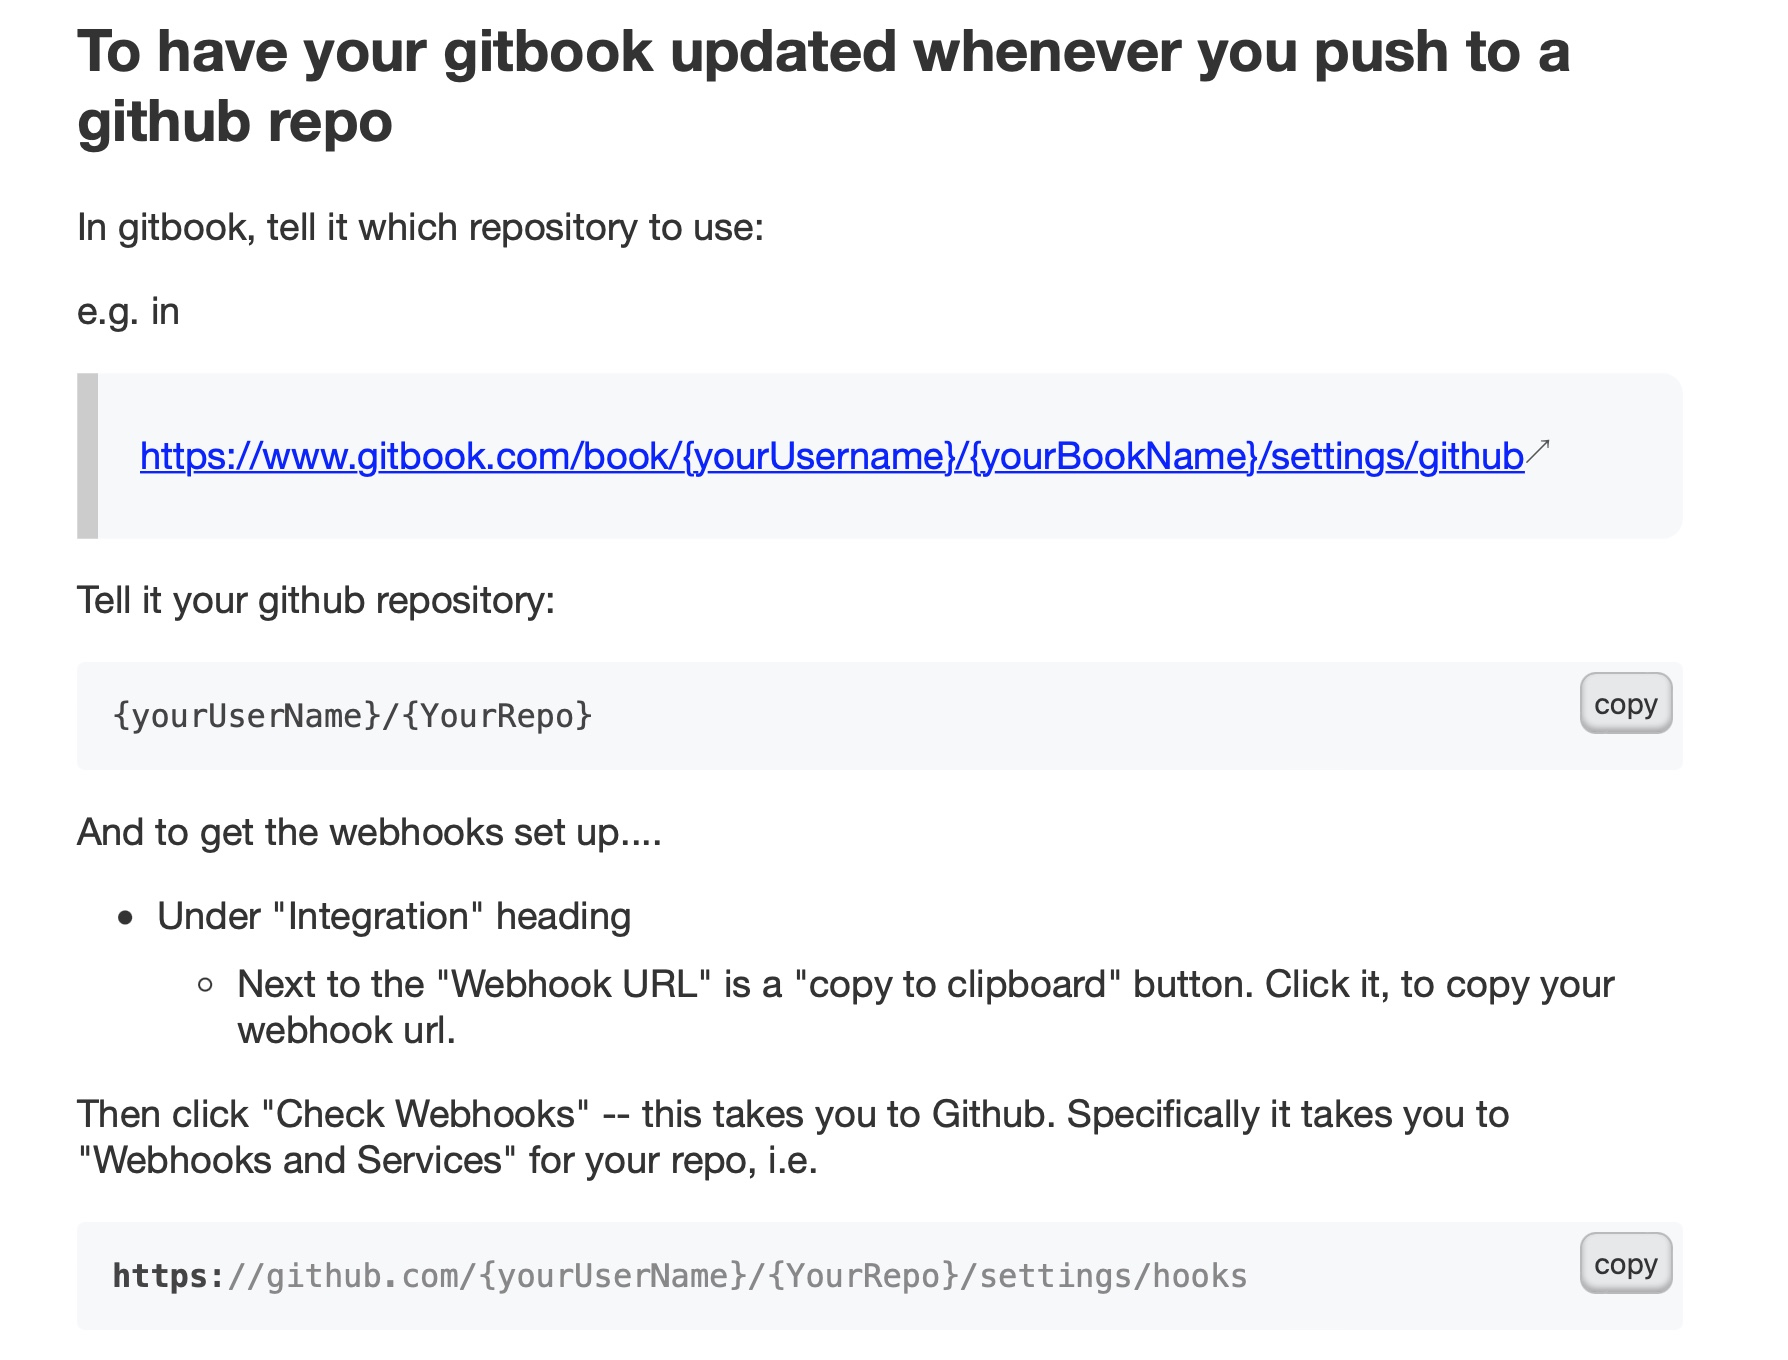 To have your gitbook updated whenever you push to a
github repo
In gitbook, tell it which repository to use:
e.g. in
https://www.gitbook.com/book/{yourUsername}/{yourBookName}/settings/github↗
Tell it your github repository:
{yourUserName}/{YourRepo}
copy
And to get the webhooks set up....
• Under "Integration" heading
◦ Next to the "Webhook URL" is a "copy to clipboard" button. Click it, to copy your
webhook url.
Then click "Check Webhooks" -- this takes you to Github. Specifically it takes you to
"Webhooks and Services" for your repo, i.e.
https://github.com/{yourUserName}/{YourRepo}/settings/hooks
copy